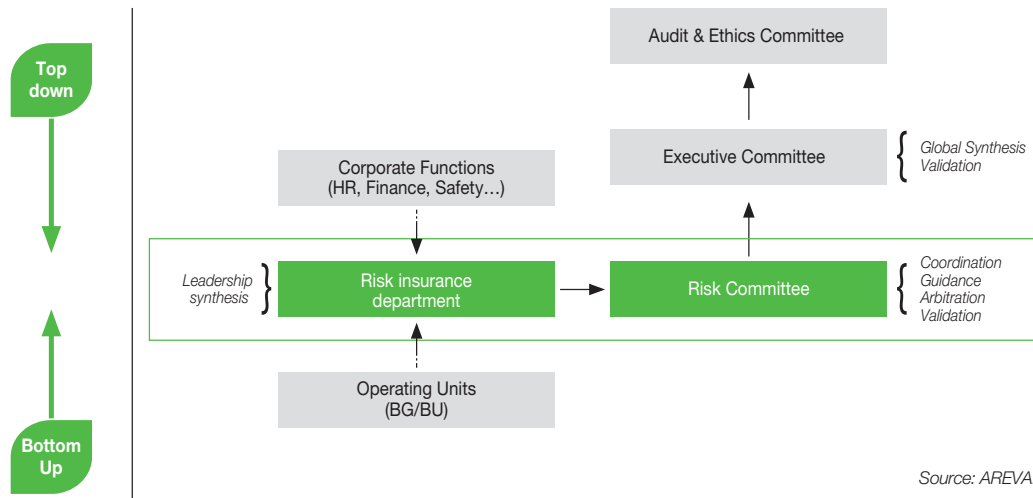 Top
down
Audit & Ethics Committee
Executive Committee
Global Synthesis
Validation
Corporate Functions
(HR, Finance, Safety…)
Leadership
synthesis
Risk insurance
department
Risk Committee
Coordination
Guidance
Arbitration
Validation
Operating Units
(BG/BU)
Bottom
Up
Source: AREVA